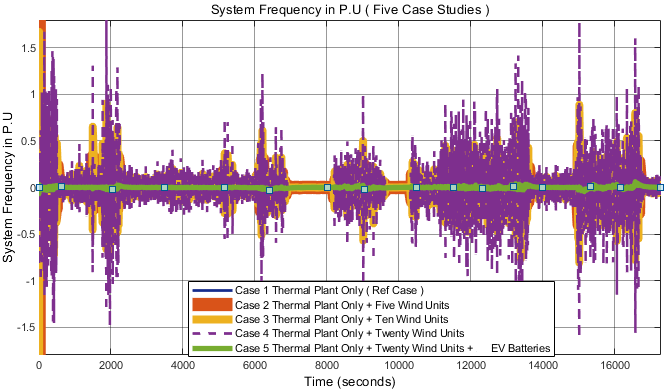 System Frequency in P.U ( Five Case Studies )
System Frequency in P.U
1.5
1
0.5
0
-0.5
-1
-1.5
Case 1 Thermal Plant Only ( Ref Case )
Case 2 Thermal Plant Only + Five Wind Units
Case 3 Thermal Plant Only + Ten Wind Units
Case 4 Thermal Plant Only + Twenty Wind Units
Case 5 Thermal Plant Only + Twenty Wind Units + EV Batteries
0 2000 4000 6000 8000 10000 12000 14000 16000
Time (seconds)